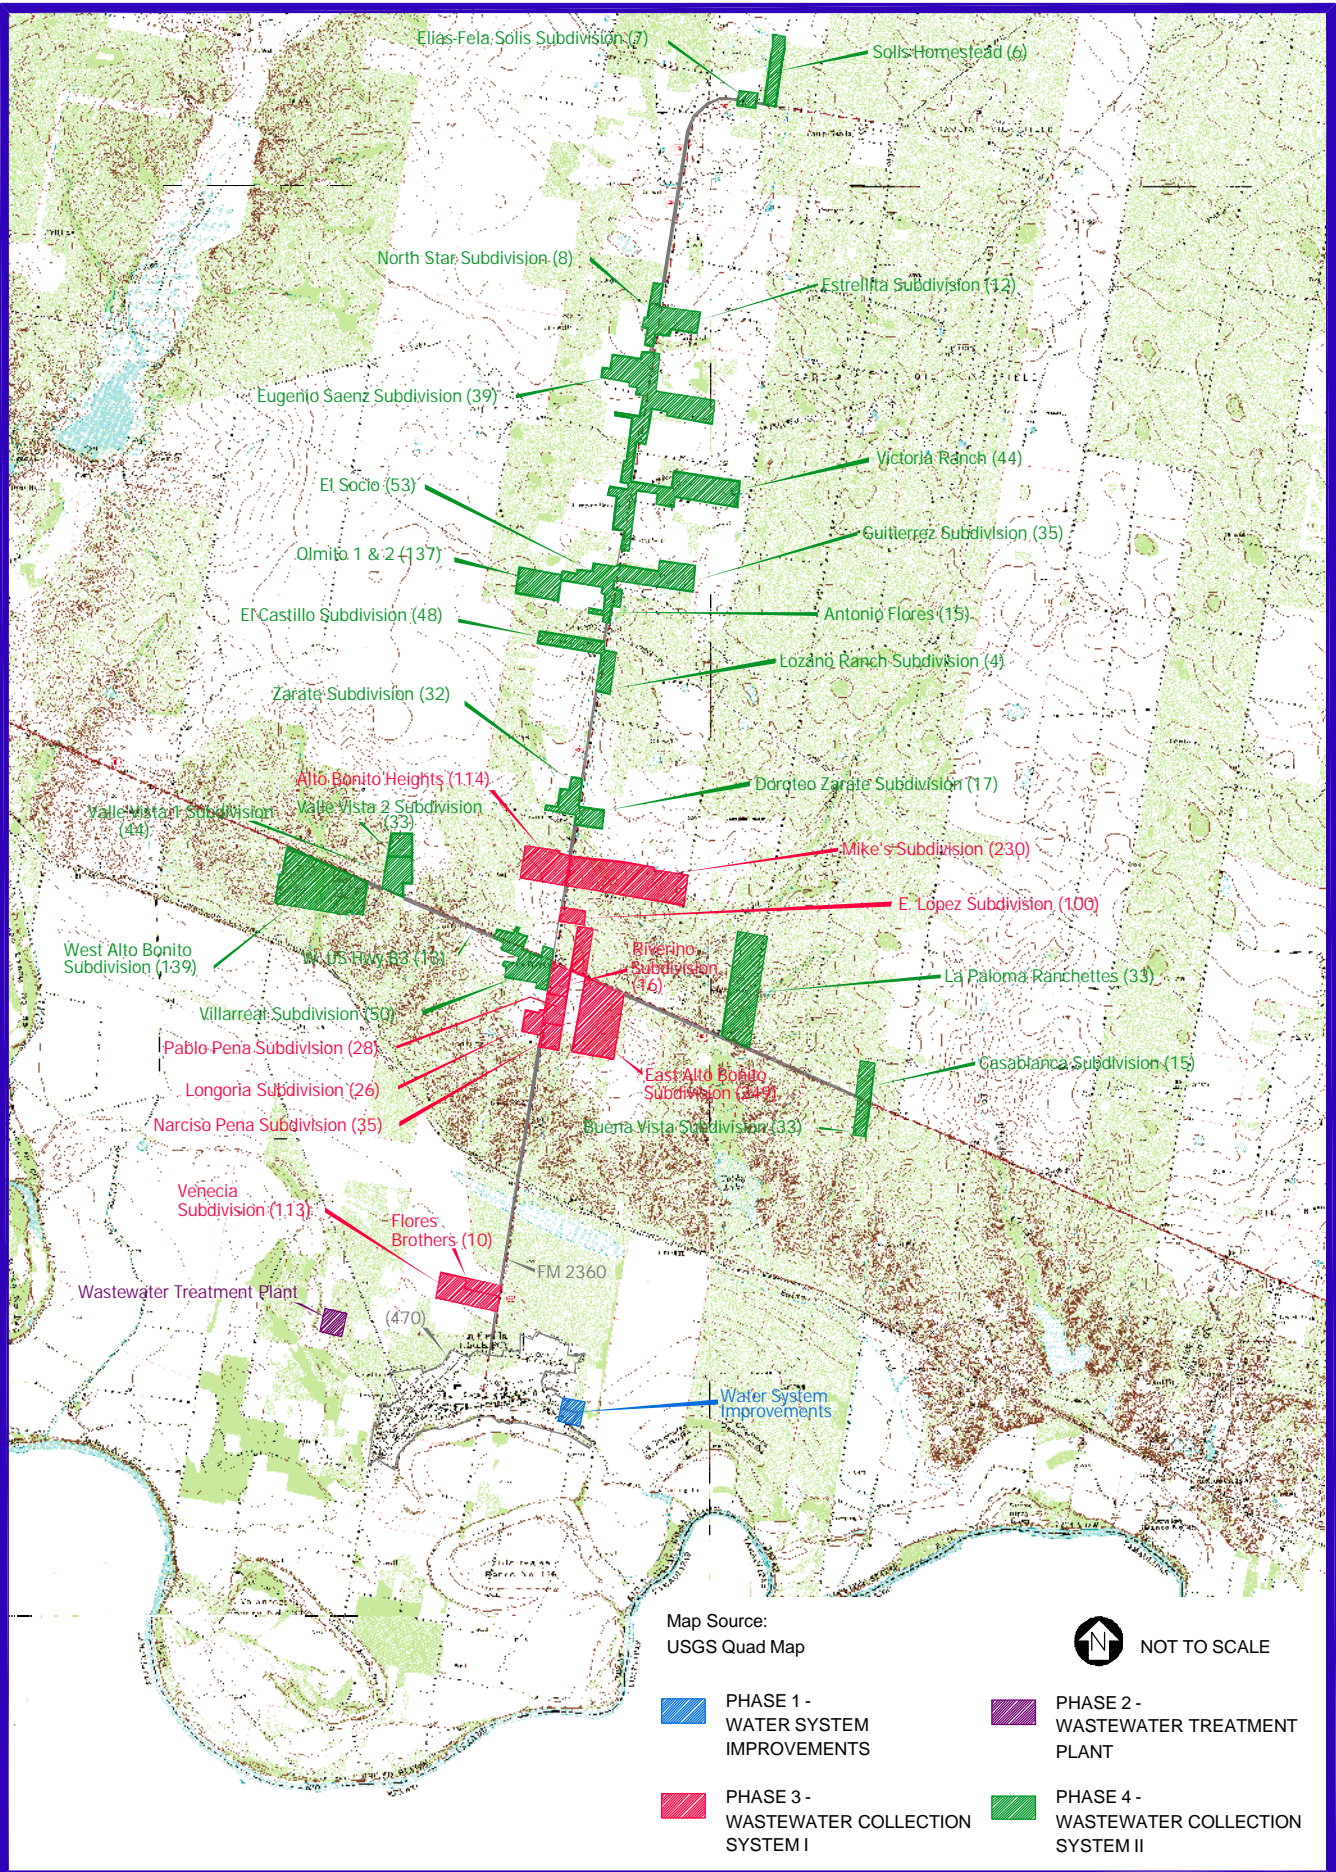 Elias-Fela Solis Subdivision (7)
Solis Homestead (6)
North Star Subdivision (8)
Estrellita Subdivision (12)
Eugenio Saenz Subdivision (39)
Victoria Ranch (44)
El Socio (53)
Guitierrez Subdivision (35)
Olmito 1 & 2 (137)
Antonio Flores (15)
El Castillo Subdivision (48)
Lozano Ranch Subdivision (4)
Zarate Subdivision (32)
Alto Bonito Heights (114)
Doroteo Zarate Subdivision (17)
Valle Vista 1 Subdivision
(44)
Valle Vista 2 Subdivision
(33)
Mike's Subdivision (230)
E. Lopez Subdivision (100)
West Alto Bonito
Subdivision (139)
W. US Hwy 83 (13)
Riverino
Subdivision
(16)
La Paloma Ranchettes (33)
Villarreal Subdivision (50)
Pablo Pena Subdivision (28)
Longoria Subdivision (26)
Narciso Pena Subdivision (35)
East Alto Bonito
Subdivision (249)
Casablanca Subdivision (15)
Buena Vista Subdivision (33)
Venecia
Subdivision (113)
Flores
Brothers (10)
FM 2360
Wastewater Treatment Plant
(470)
Water System
Improvements
Map Source:
USGS Quad Map
N
NOT TO SCALE
PHASE 1 -
WATER SYSTEM
IMPROVEMENTS
PHASE 2 -
WASTEWATER TREATMENT
PLANT
PHASE 3 -
WASTEWATER COLLECTION
SYSTEM I
PHASE 4 -
WASTEWATER COLLECTION
SYSTEM II